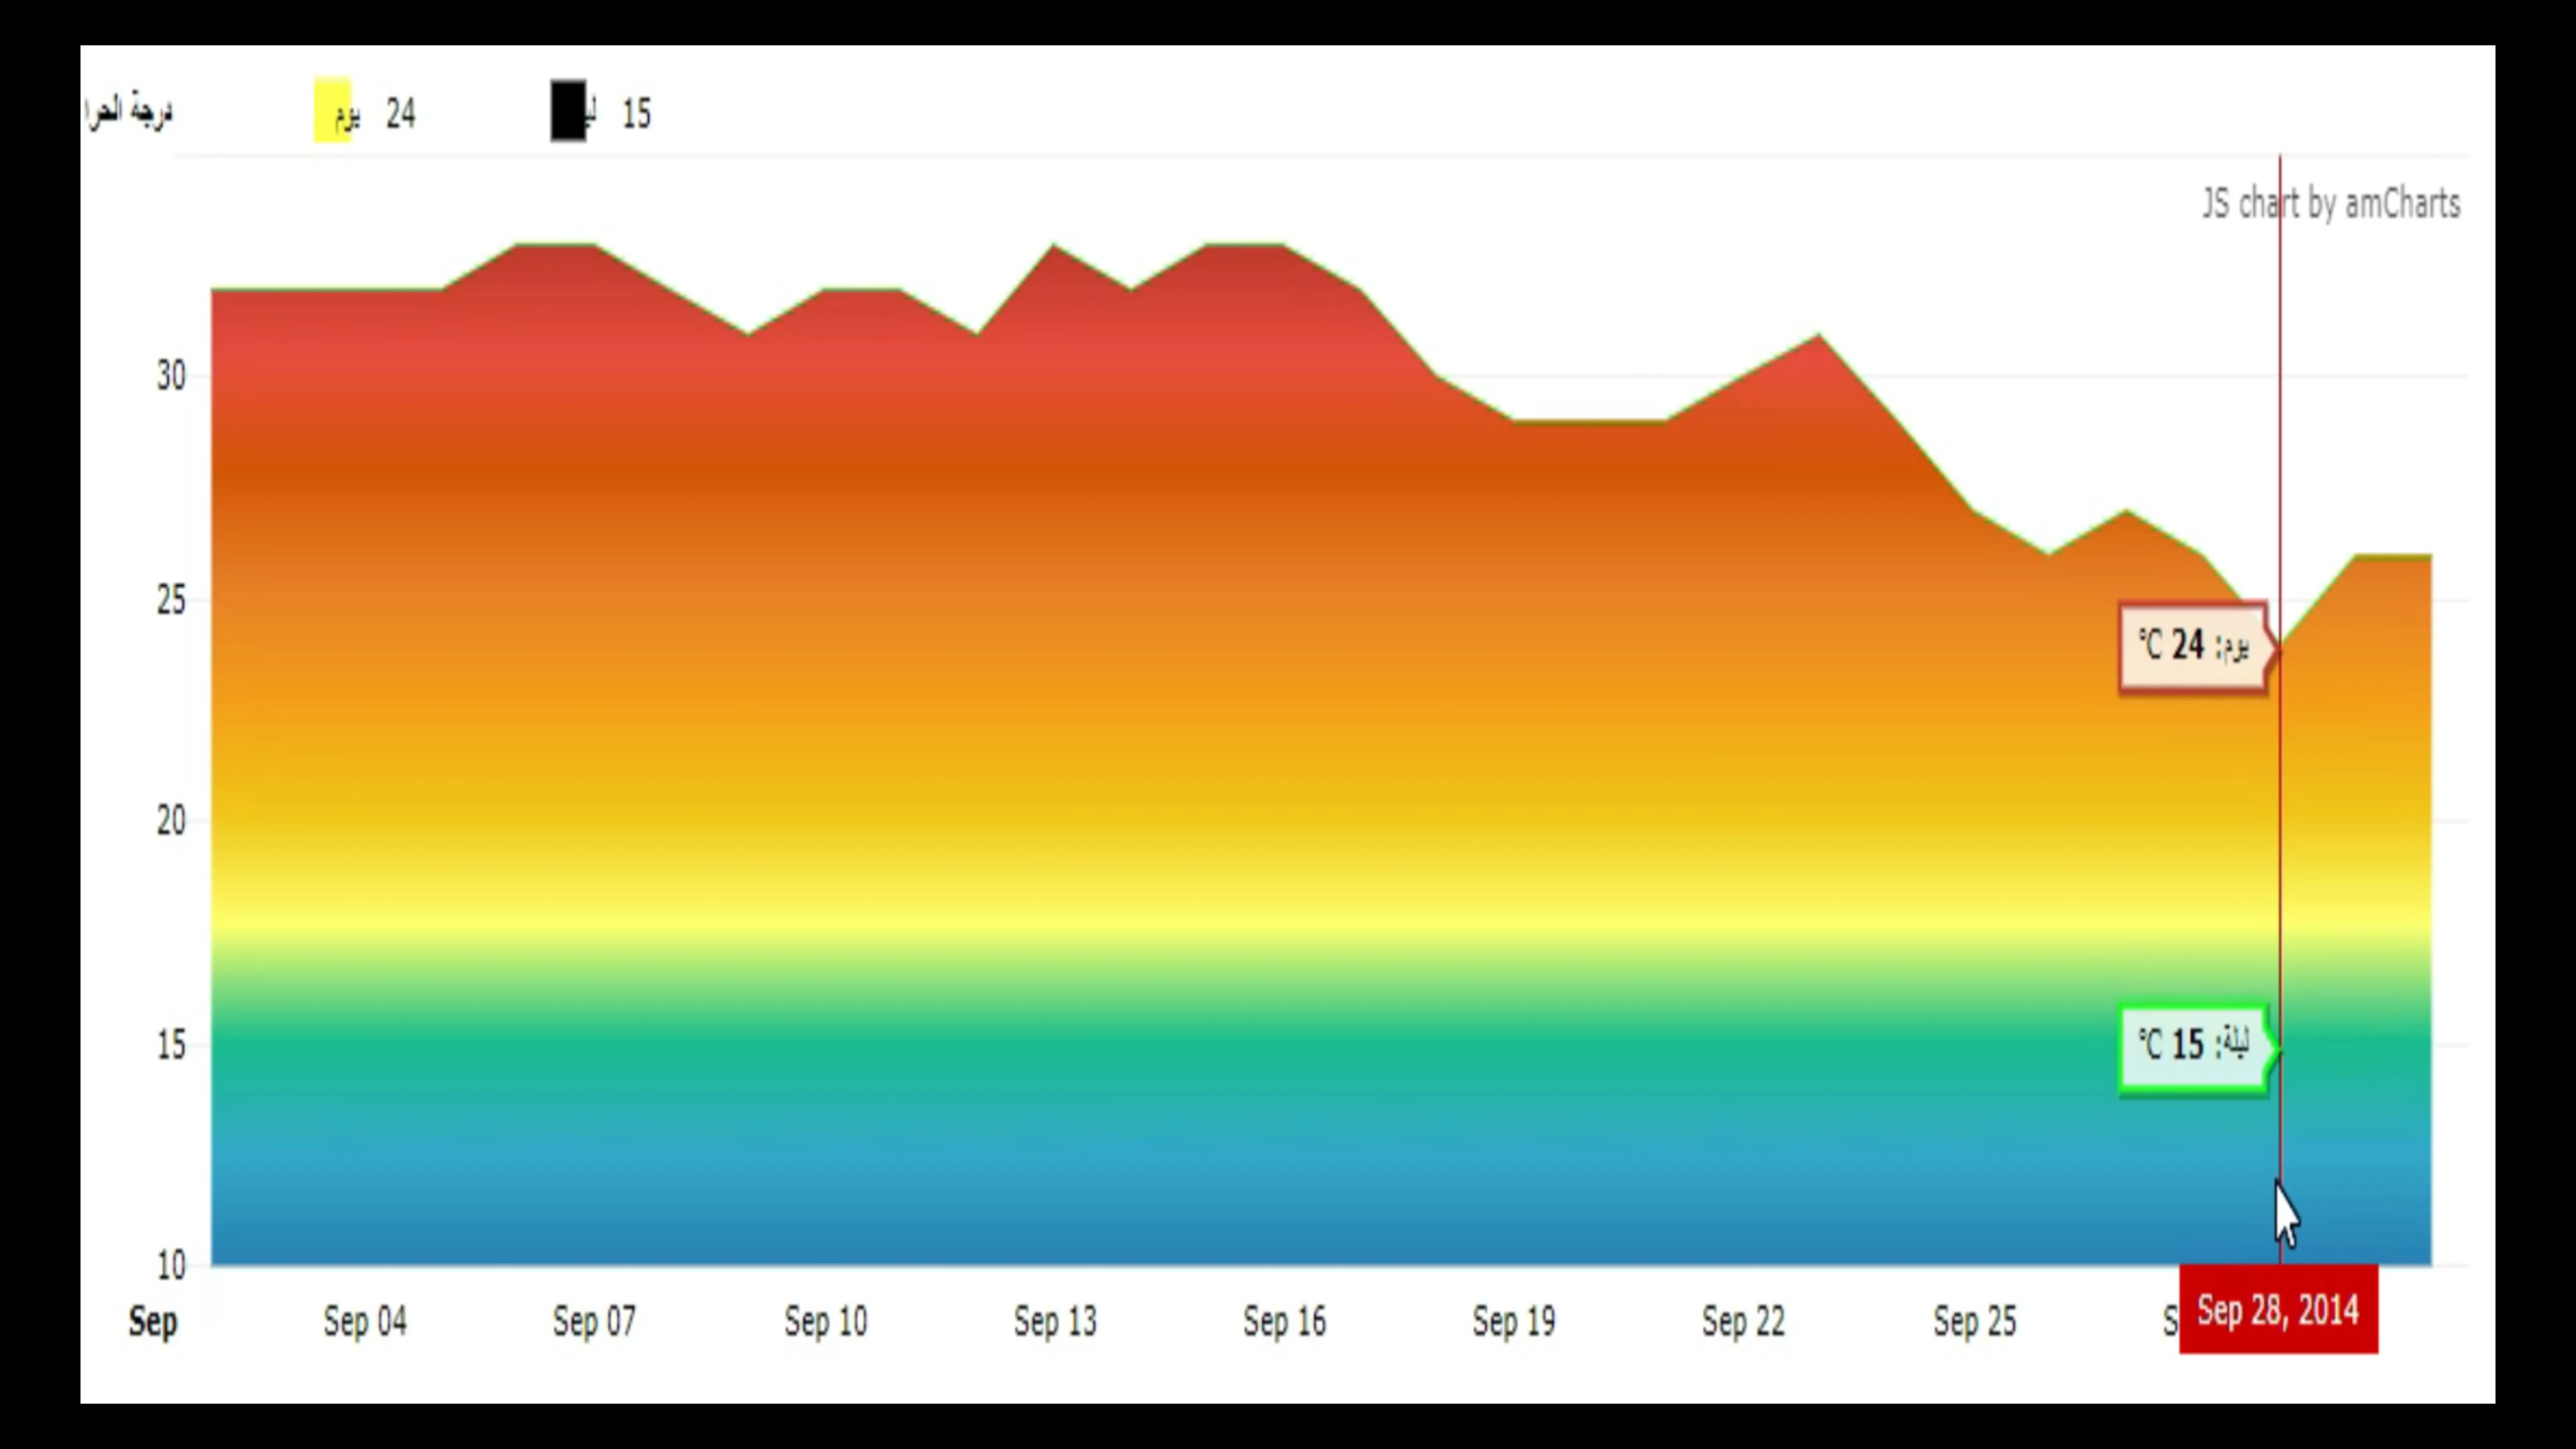 درجة الحرا يوم 24 15
JS chart by amCharts
30
25
يوم: 24 °C
20
15
ليلة: 15 °C
10
Sep Sep 04 Sep 07 Sep 10 Sep 13 Sep 16 Sep 19 Sep 22 Sep 25 Sep 28, 2014